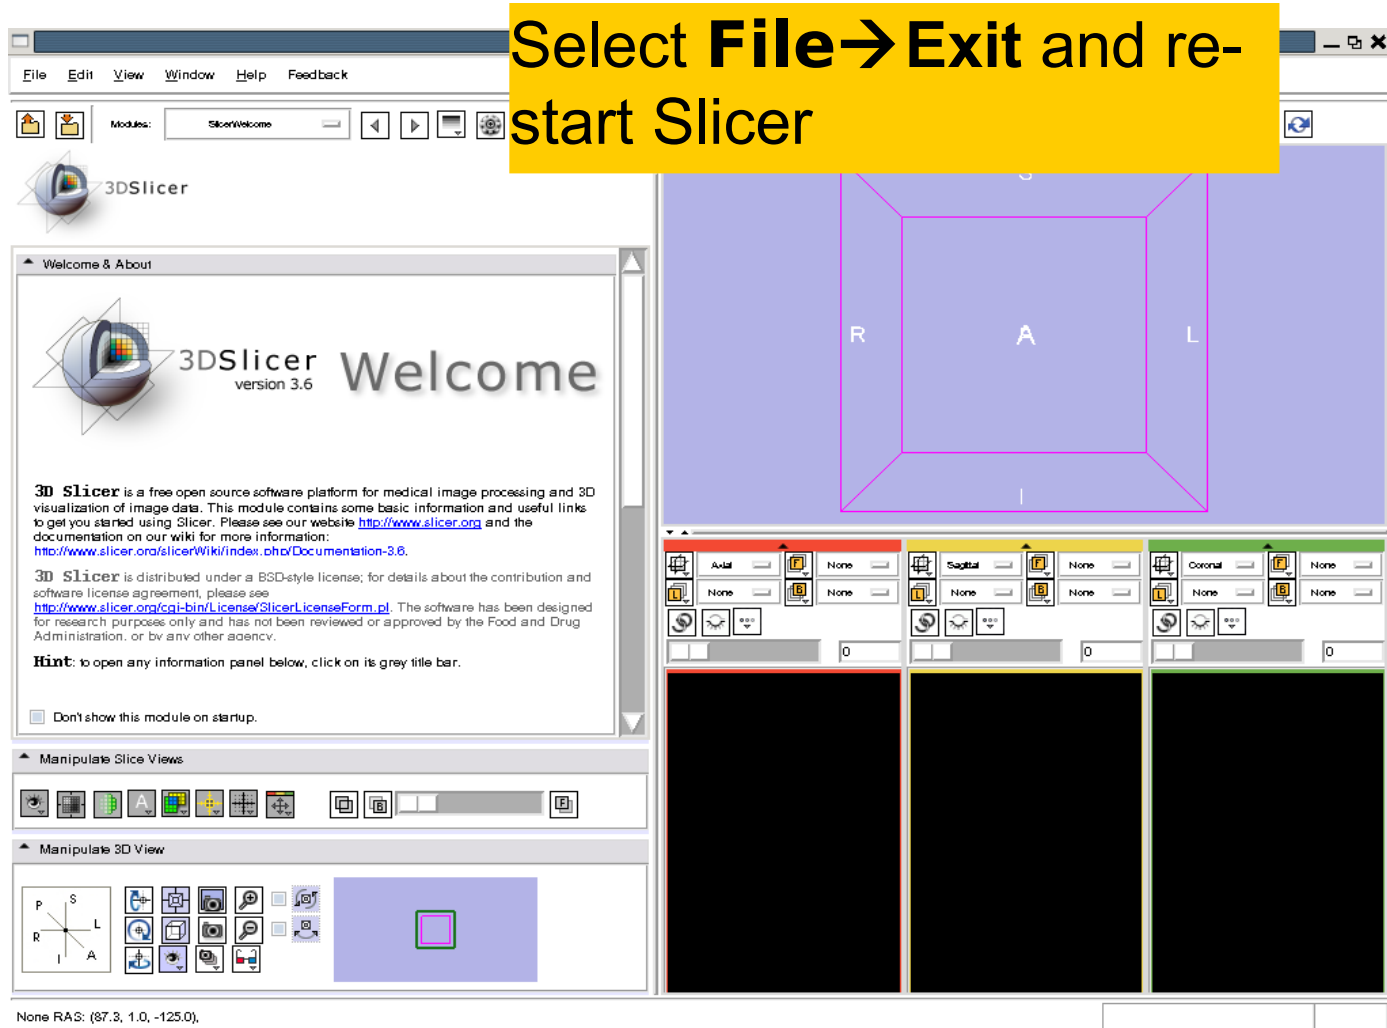 Select File→Exit and re-
start Slicer
File Edit View Window Help Feedback
Modules: SlicerWelcome
3DSlicer
Welcome & About
3DSlicer
version 3.6
Welcome
3D Slicer is a free open source software platform for medical image processing and 3D
visualization of image data. This module contains some basic information and useful links
to get you started using Slicer. Please see our website http://www.slicer.org and the
documentation on our wiki for more information:
http://www.slicer.org/slicerWiki/index.php/Documentation-3.6.
3D Slicer is distributed under a BSD-style license; for details about the contribution and
software license agreement, please see
http://www.slicer.org/cgi-bin/License/SlicerLicenseForm.pl. The software has been designed
for research purposes only and has not been reviewed or approved by the Food and Drug
Administration, or by any other agency.
Hint: to open any information panel below, click on its grey title bar.
Don't show this module on startup.
Manipulate Slice Views
A
B
F
Manipulate 3D View
P S
R L
I A
S
R A L
I
Axial F None
L None B None
0
Sagittal F None
L None B None
0
Coronal F None
L None B None
0
None RAS: (87.3, 1.0, -125.0),